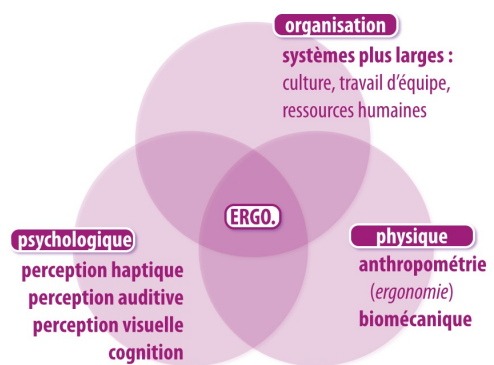 organisation
systèmes plus larges :
culture, travail d'équipe,
ressources humaines
ERGO.
psychologique
perception haptique
perception auditive
perception visuelle
cognition
physique
anthropométrie
(ergonomie)
biomécanique